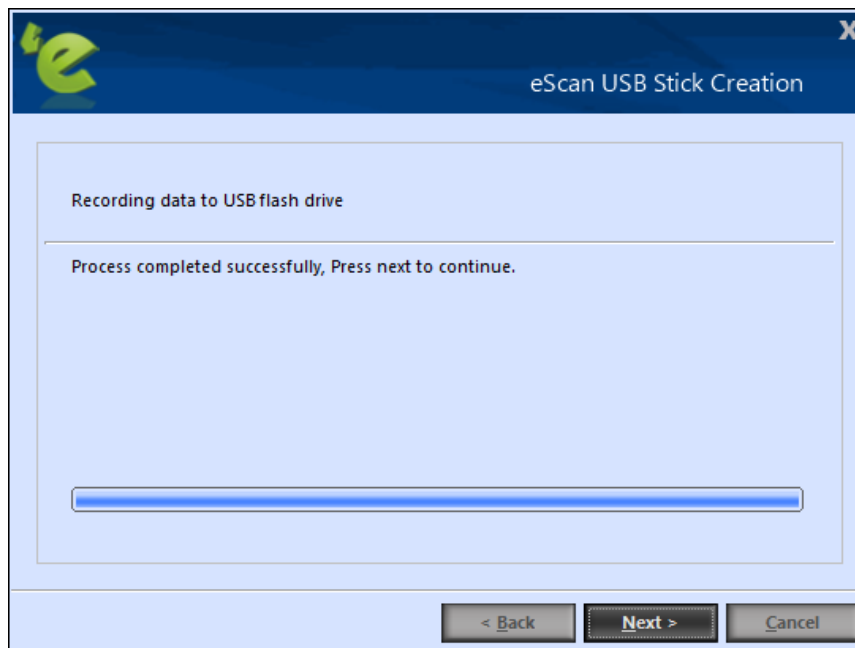 X
eScan USB Stick Creation
Recording data to USB flash drive
Process completed successfully, Press next to continue.
< Back
Next >
Cancel